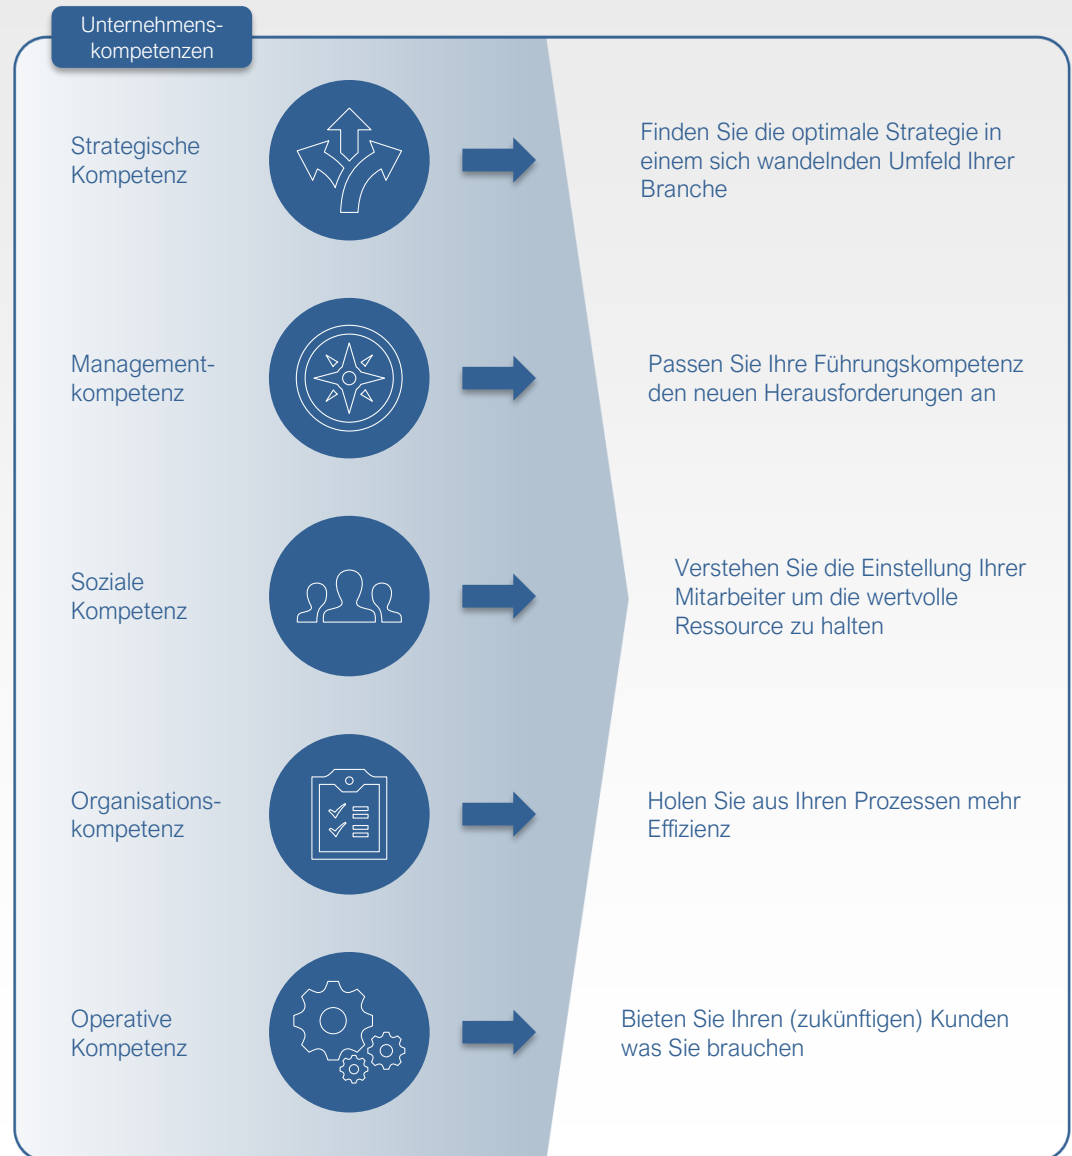 Unternehmens-
kompetenzen
Strategische
Kompetenz
Finden Sie die optimale Strategie in
einem sich wandelnden Umfeld Ihrer
Branche
Management-
kompetenz
Passen Sie Ihre Führungskompetenz
den neuen Herausforderungen an
Soziale
Kompetenz
Verstehen Sie die Einstellung Ihrer
Mitarbeiter um die wertvolle
Ressource zu halten
Organisations-
kompetenz
Holen Sie aus Ihren Prozessen mehr
Effizienz
Operative
Kompetenz
Bieten Sie Ihren (zukünftigen) Kunden
was Sie brauchen